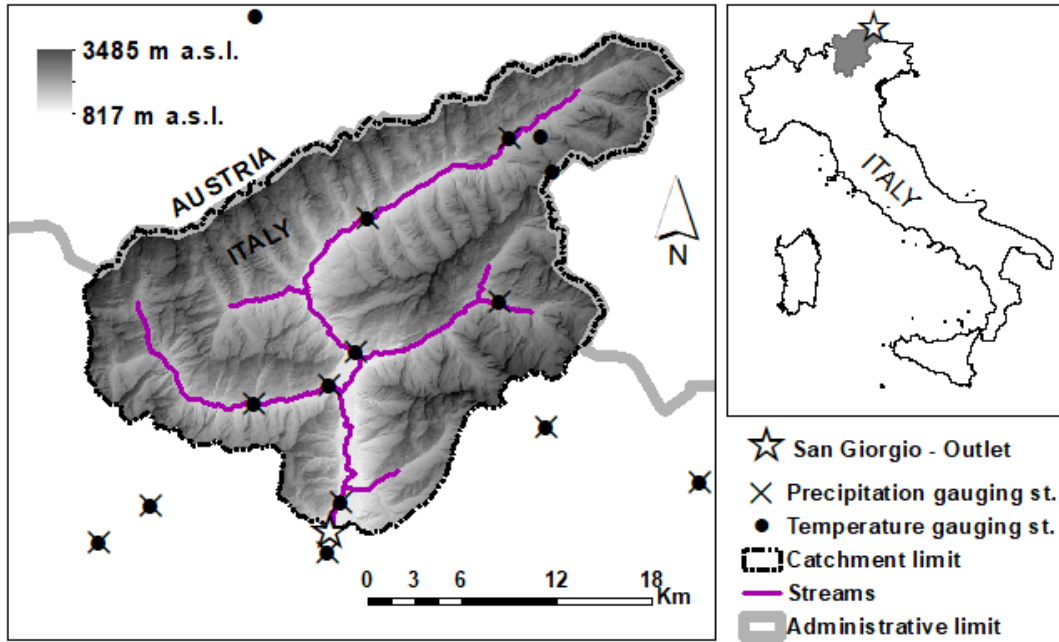 3485 m a.s.l.
817 m a.s.l.
AUSTRIA
ITALY
N
0 3 6 12 18
Km
ITALY
San Giorgio - Outlet
Precipitation gauging st.
Temperature gauging st.
Catchment limit
Streams
Administrative limit